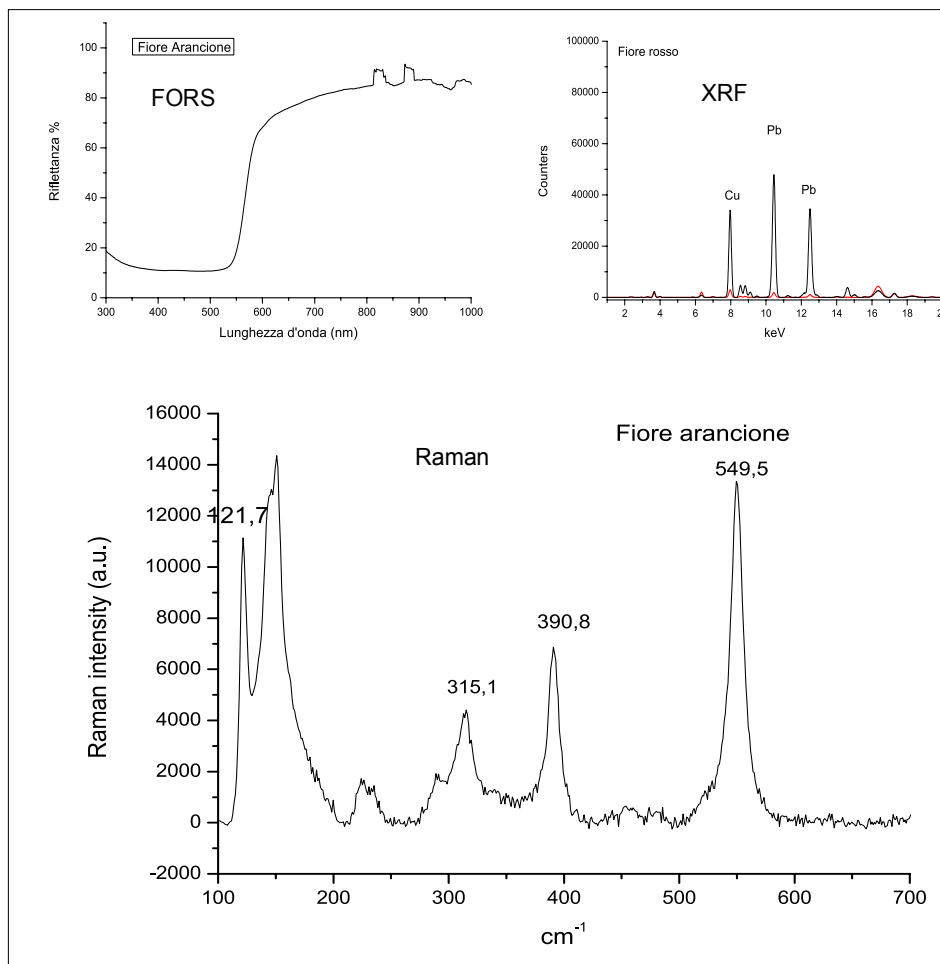 100
80
60
40
20
0
Riflettanza %
Fiore Arancione
FORS
300 400 500 600 700 800 900 1000
Lunghezza d'onda (nm)
100000
80000
60000
40000
20000
0
Counters
Fiore rosso
XRF
Pb
Cu
Pb
2 4 6 8 10 12 14 16 18 20
keV
16000
14000
12000
10000
8000
6000
4000
2000
0
-2000
Raman intensity (a.u.)
Raman
Fiore arancione
549,5
121,7
390,8
315,1
100 200 300 400 500 600 700
cm-1